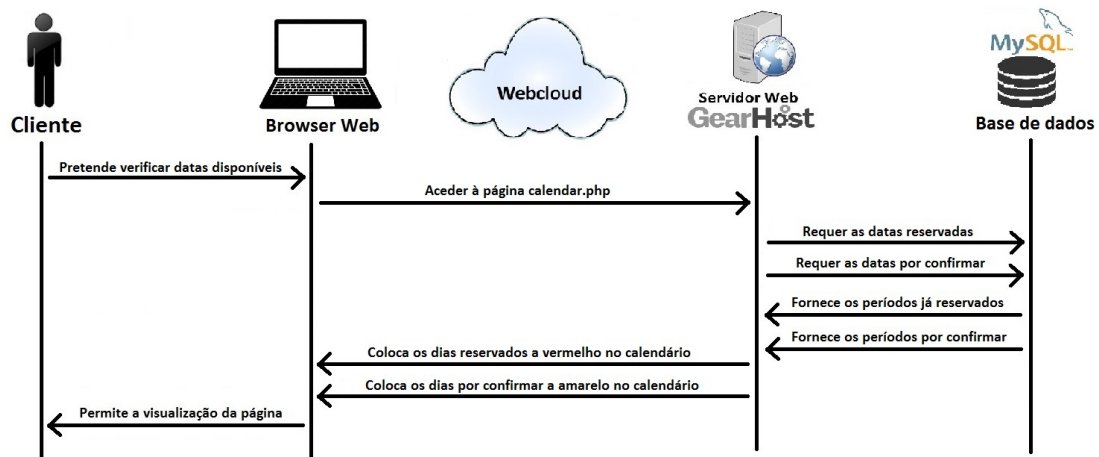 MySQL
Webcloud
Servidor Web
GearHost
Cliente
Browser Web
Base de dados
Pretende verificar datas disponíveis
Aceder à página calendar.php
Requer as datas reservadas
Requer as datas por confirmar
Fornece os períodos já reservados
Fornece os períodos por confirmar
Coloca os dias reservados a vermelho no calendário
Coloca os dias por confirmar a amarelo no calendário
Permite a visualização da página